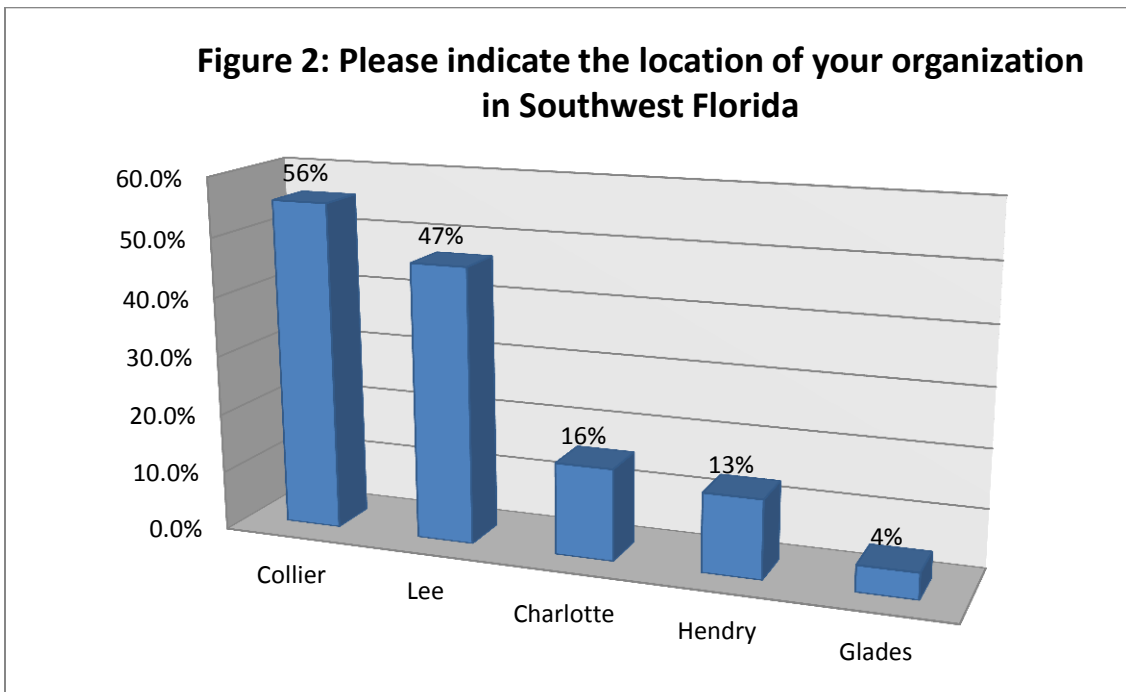 Figure 2: Please indicate the location of your organization
in Southwest Florida
60.0%
50.0%
40.0%
30.0%
20.0%
10.0%
0.0%
56%
47%
16%
13%
4%
Collier
Lee
Charlotte
Hendry
Glades